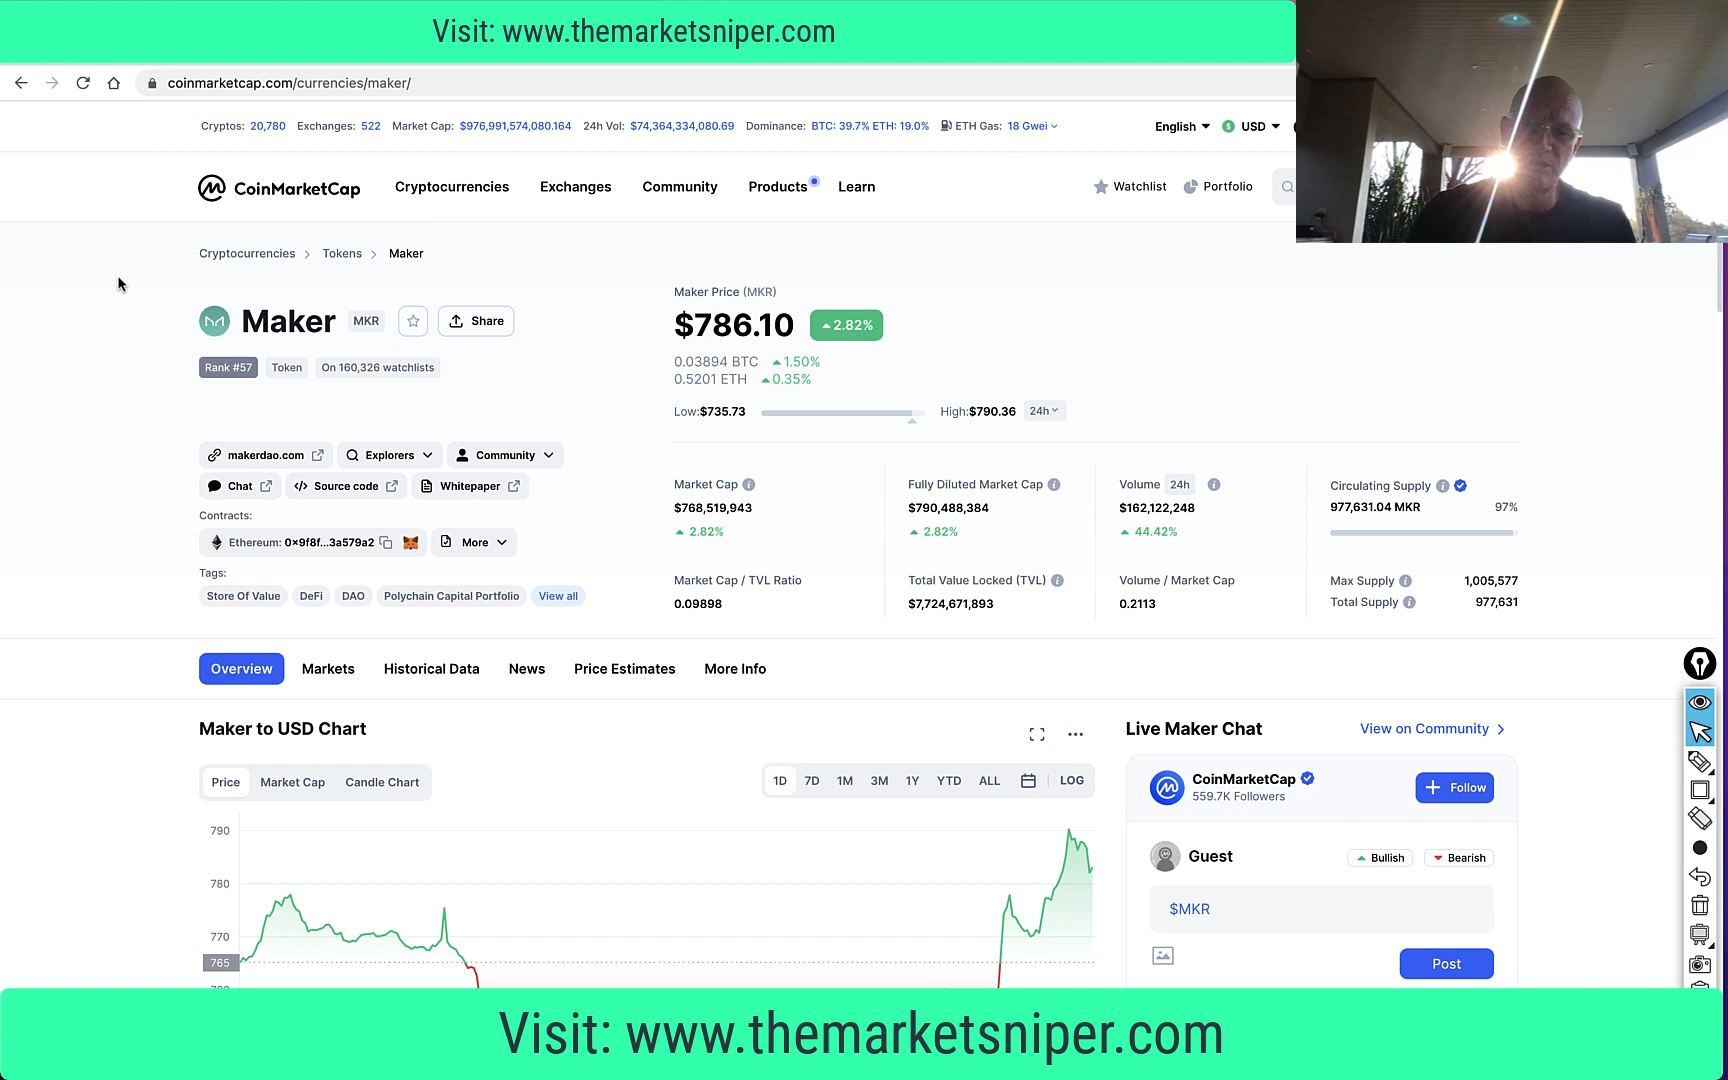 Visit: www.themarketsniper.com
coinmarketcap.com/currencies/maker/
Cryptos: 20,780 Exchanges: 522 Market Cap: $976,991,574,080.164 24h Vol: $74,364,334,080.69 Dominance: BTC: 39.7% ETH: 19.0% ETH Gas: 18 Gwei
English USD
CoinMarketCap Cryptocurrencies Exchanges Community Products Learn Watchlist Portfolio
Cryptocurrencies > Tokens > Maker
Maker MKR Share
Rank #57 Token On 160,326 watchlists
Maker Price (MKR)
$786.10 2.82%
0.03894 BTC 1.50%
0.5201 ETH 0.35%
Low:$735.73 High:$790.36 24h
makerdao.com Explorers Community
Chat Source code Whitepaper
Contracts:
Ethereum: 0x9f8f...3a579a2 More
Tags:
Store Of Value DeFi DAO Polychain Capital Portfolio View all
Market Cap
$768,519,943
2.82%
Market Cap / TVL Ratio
0.09898
Fully Diluted Market Cap
$790,488,384
2.82%
Total Value Locked (TVL)
$7,724,671,893
Volume 24h
$162,122,248
44.42%
Volume / Market Cap
0.2113
Circulating Supply
977,631.04 MKR 97%
Max Supply 1,005,577
Total Supply 977,631
Overview Markets Historical Data News Price Estimates More Info
Maker to USD Chart
Price Market Cap Candle Chart
1D 7D 1M 3M 1Y YTD ALL LOG
790
780
770
765
Live Maker Chat View on Community
CoinMarketCap
559.7K Followers
Follow
Guest Bullish Bearish
$MKR
Post
Visit: www.themarketsniper.com